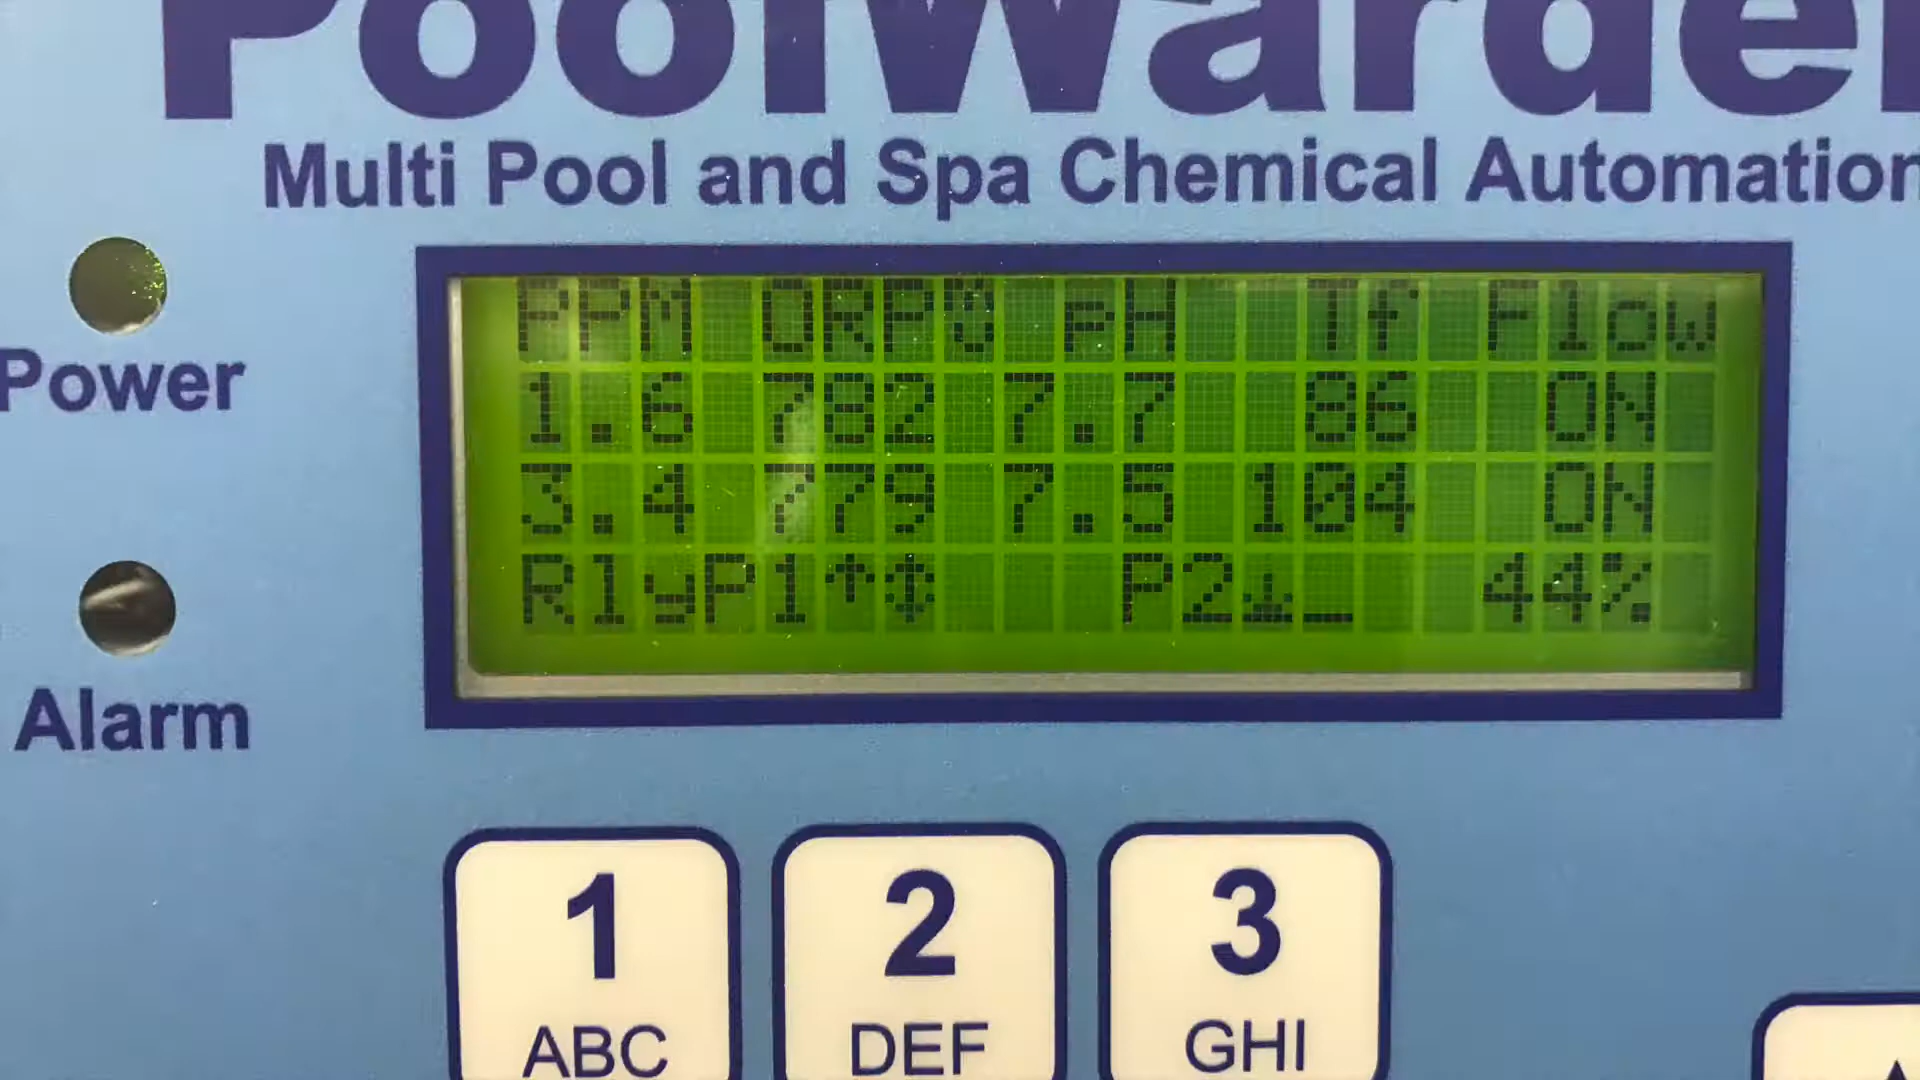 PoolWarde
Multi Pool and Spa Chemical Automation
Power
Alarm
PPM ORP pH Tf Flow
1.6 782 7.7 86 ON
3.4 779 7.5 104 ON
RlyP1↑↕ P2⊥_ 44%
1 2 3
ABC DEF GHI